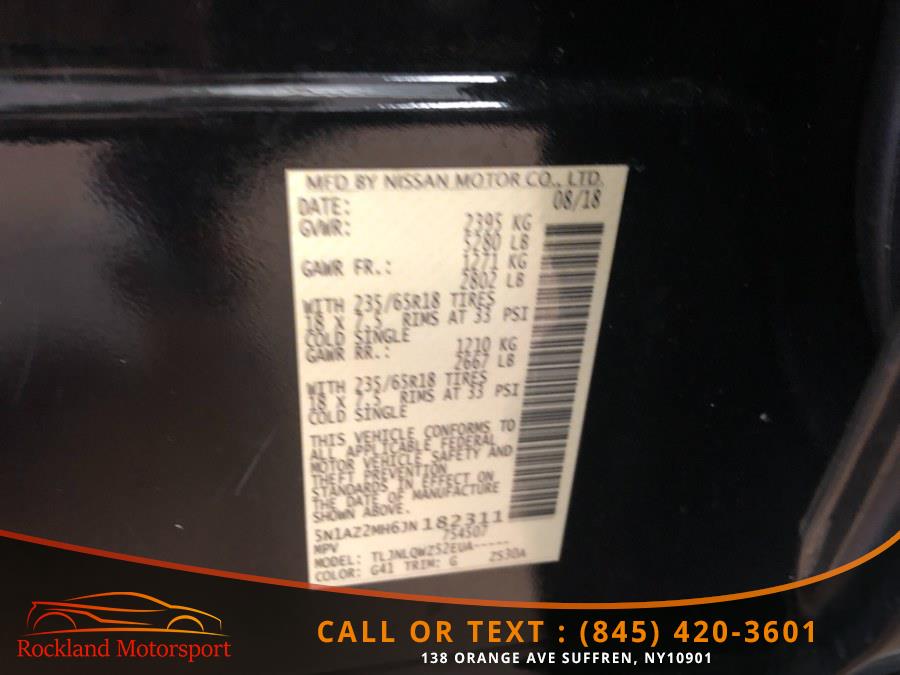 MFD BY NISSAN MOTOR CO., LTD.
DATE: 08/18
GVWR: 2395 KG
5280 LB
GAWR FR.: 1271 KG
2802 LB
WITH 235/65R18 TIRES
18 X 7.5 RIMS AT 33 PSI
COLD SINGLE
GAWR RR.: 1210 KG
2667 LB
WITH 235/65R18 TIRES
18 X 7.5 RIMS AT 33 PSI
COLD SINGLE
THIS VEHICLE CONFORMS TO
ALL APPLICABLE FEDERAL
MOTOR VEHICLE SAFETY AND
THEFT PREVENTION
STANDARDS IN EFFECT ON
THE DATE OF MANUFACTURE
SHOWN ABOVE.
5N1AZ2MH6JN182311
754507
MPV
MODEL: TLJNLQWZ52EUA-----
COLOR: G41 TRIM: G ZS30A
Rockland Motorsport
CALL OR TEXT : (845) 420-3601
138 ORANGE AVE SUFFREN, NY10901